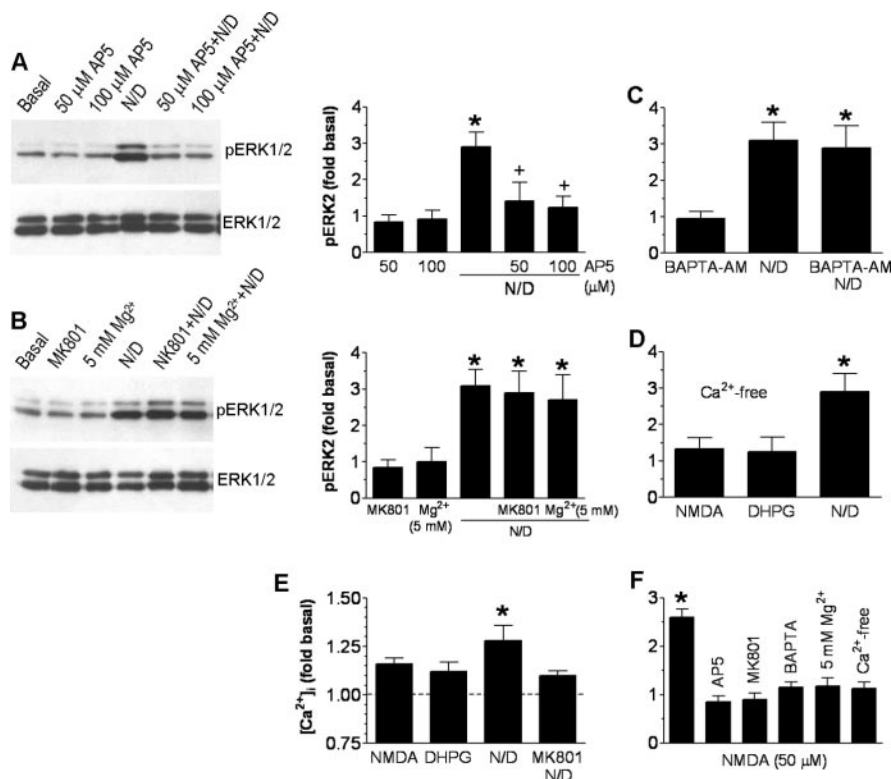 A
Basal
50 µM AP5
100 µM AP5
N/D
50 µM AP5+N/D
100 µM AP5+N/D
pERK1/2
ERK1/2
pERK2 (fold basal)
4
3
2
1
0
*
+
+
50 100 50 100 AP5
N/D (µM)
C
4
3
2
1
0
*
*
BAPTA-AM N/D BAPTA-AM
N/D
B
Basal
MK801
5 mM Mg²⁺
N/D
NK801+N/D
5 mM Mg²⁺+N/D
pERK1/2
ERK1/2
pERK2 (fold basal)
4
3
2
1
0
*
*
*
MK801 Mg²⁺ MK801 Mg²⁺(5 mM)
(5 mM) N/D
D
4
3
2
1
0
Ca²⁺-free
*
NMDA DHPG N/D
E
[Ca²⁺]i (fold basal)
1.50
1.25
1.00
0.75
*
NMDA DHPG N/D MK801
N/D
F
3
2
1
0
*
AP5
MK801
BAPTA
5 mM Mg²⁺
Ca²⁺-free
NMDA (50 µM)